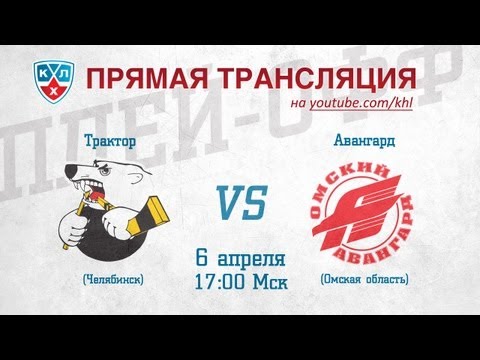 КХЛ
ПРЯМАЯ ТРАНСЛЯЦИЯ
на youtube.com/khl
ПЛЕЙ-ОФФ
Трактор
Авангард
VS
ОМСКИЙ
АВАНГАРД
(Челябинск)
6 апреля
17:00 Мск
(Омская область)